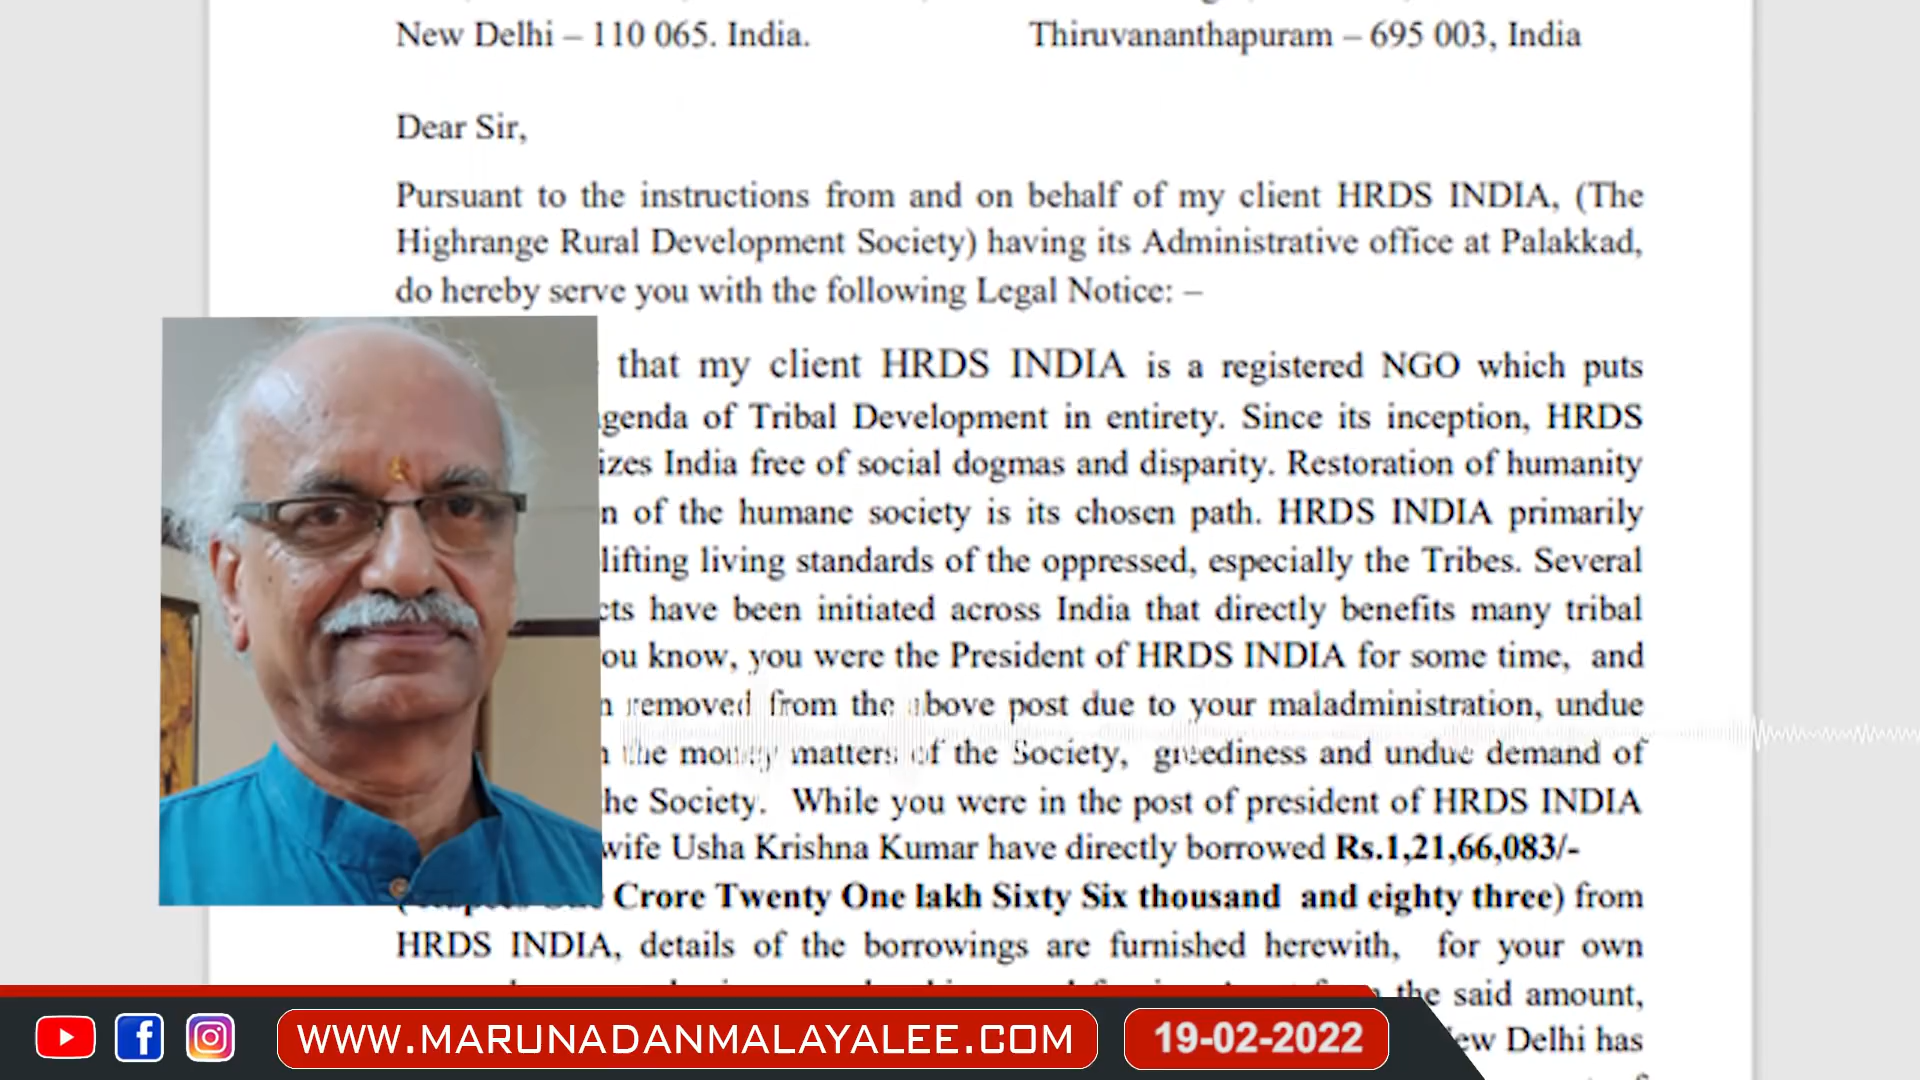 New Delhi – 110 065. India.
Thiruvananthapuram – 695 003, India
Dear Sir,
Pursuant to the instructions from and on behalf of my client HRDS INDIA, (The
Highrange Rural Development Society) having its Administrative office at Palakkad,
do hereby serve you with the following Legal Notice: –
that my client HRDS INDIA is a registered NGO which puts
of Tribal Development in entirety. Since its inception, HRDS
India free of social dogmas and disparity. Restoration of humanity
of the humane society is its chosen path. HRDS INDIA primarily
living standards of the oppressed, especially the Tribes. Several
have been initiated across India that directly benefits many tribal
know, you were the President of HRDS INDIA for some time, and
removed from the above post due to your maladministration, undue
the money matters of the Society, greediness and undue demand of
the Society. While you were in the post of president of HRDS INDIA
wife Usha Krishna Kumar have directly borrowed Rs.1,21,66,083/-
Crore Twenty One lakh Sixty Six thousand and eighty three) from
HRDS INDIA, details of the borrowings are furnished herewith, for your own
the said amount,
Delhi has
WWW.MARUNADANMALAYALEE.COM
19-02-2022